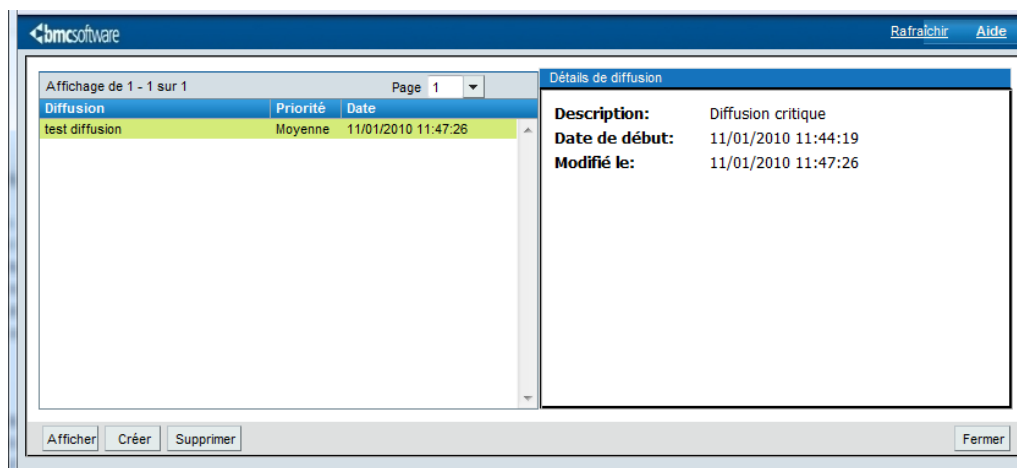 bmcsoftware Rafraîchir Aide
Affichage de 1 - 1 sur 1 Page 1
Diffusion Priorité Date
test diffusion Moyenne 11/01/2010 11:47:26
Détails de diffusion
Description: Diffusion critique
Date de début: 11/01/2010 11:44:19
Modifié le: 11/01/2010 11:47:26
Afficher Créer Supprimer Fermer